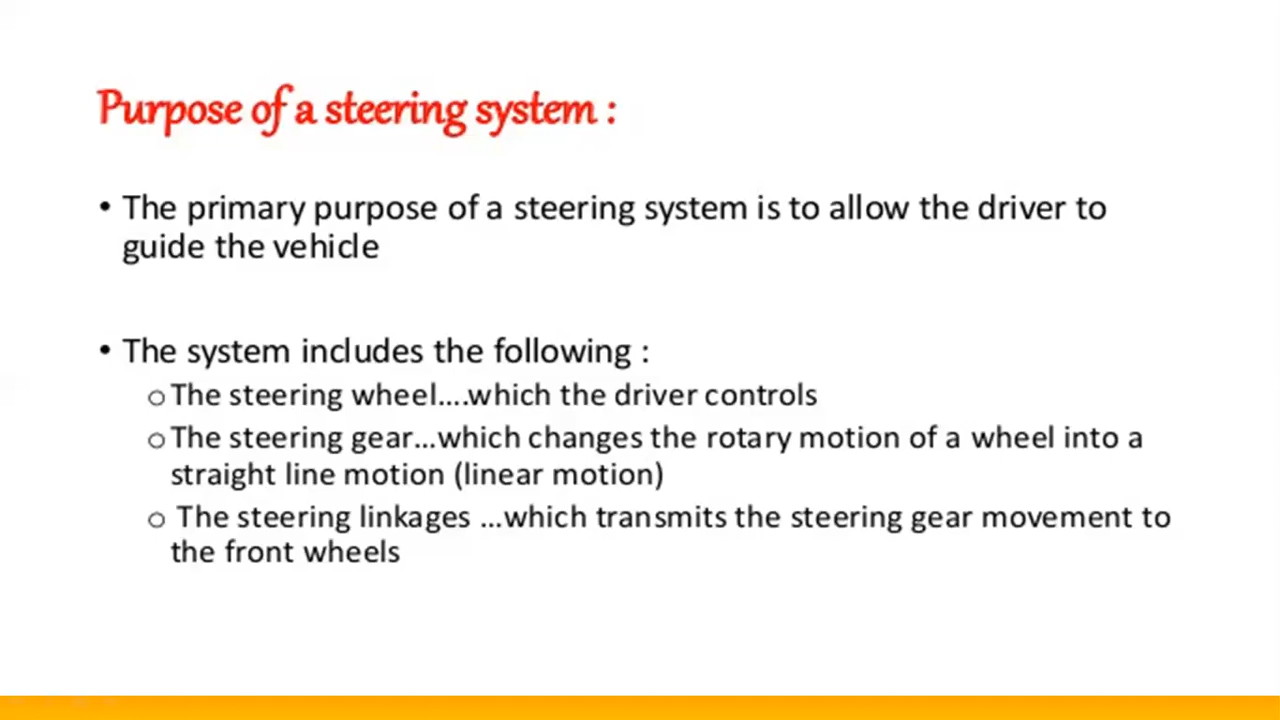 Purpose of a steering system :
• The primary purpose of a steering system is to allow the driver to
guide the vehicle
• The system includes the following :
o The steering wheel....which the driver controls
o The steering gear...which changes the rotary motion of a wheel into a
straight line motion (linear motion)
o The steering linkages ...which transmits the steering gear movement to
the front wheels